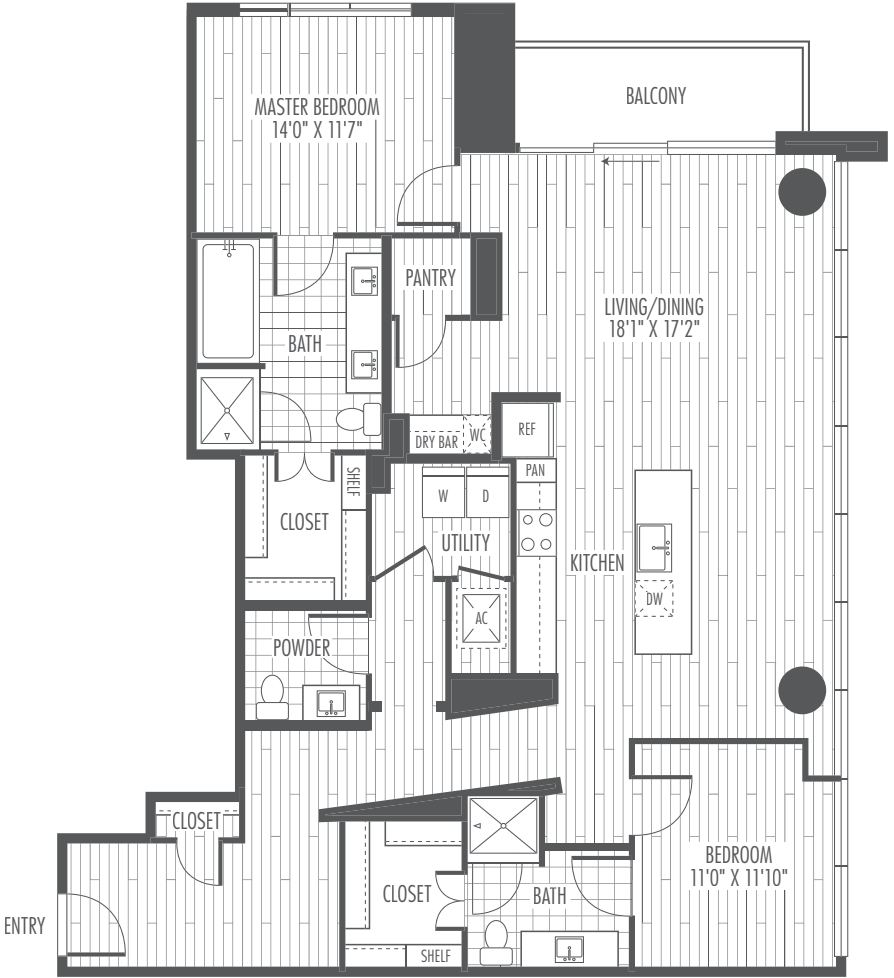 BALCONY
MASTER BEDROOM
14'0" X 11'7"
PANTRY
LIVING/DINING
18'1" X 17'2"
BATH
DRY BAR
WC
REF
PAN
SHELF
W
D
CLOSET
UTILITY
KITCHEN
DW
AC
POWDER
CLOSET
BEDROOM
11'0" X 11'10"
CLOSET
BATH
ENTRY
SHELF